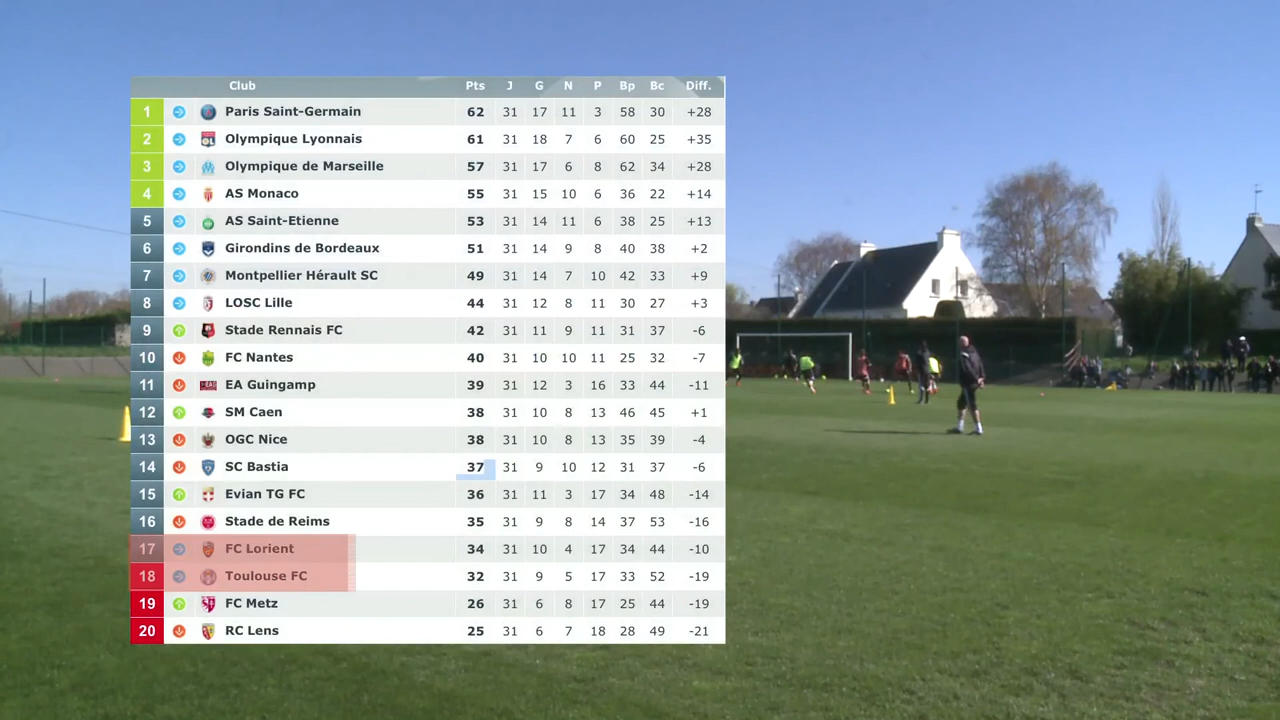 Club Pts J G N P Bp Bc Diff.
1 Paris Saint-Germain 62 31 17 11 3 58 30 +28
2 Olympique Lyonnais 61 31 18 7 6 60 25 +35
3 Olympique de Marseille 57 31 17 6 8 62 34 +28
4 AS Monaco 55 31 15 10 6 36 22 +14
5 AS Saint-Etienne 53 31 14 11 6 38 25 +13
6 Girondins de Bordeaux 51 31 14 9 8 40 38 +2
7 Montpellier Hérault SC 49 31 14 7 10 42 33 +9
8 LOSC Lille 44 31 12 8 11 30 27 +3
9 Stade Rennais FC 42 31 11 9 11 31 37 -6
10 FC Nantes 40 31 10 10 11 25 32 -7
11 EA Guingamp 39 31 12 3 16 33 44 -11
12 SM Caen 38 31 10 8 13 46 45 +1
13 OGC Nice 38 31 10 8 13 35 39 -4
14 SC Bastia 37 31 9 10 12 31 37 -6
15 Evian TG FC 36 31 11 3 17 34 48 -14
16 Stade de Reims 35 31 9 8 14 37 53 -16
17 FC Lorient 34 31 10 4 17 34 44 -10
18 Toulouse FC 32 31 9 5 17 33 52 -19
19 FC Metz 26 31 6 8 17 25 44 -19
20 RC Lens 25 31 6 7 18 28 49 -21